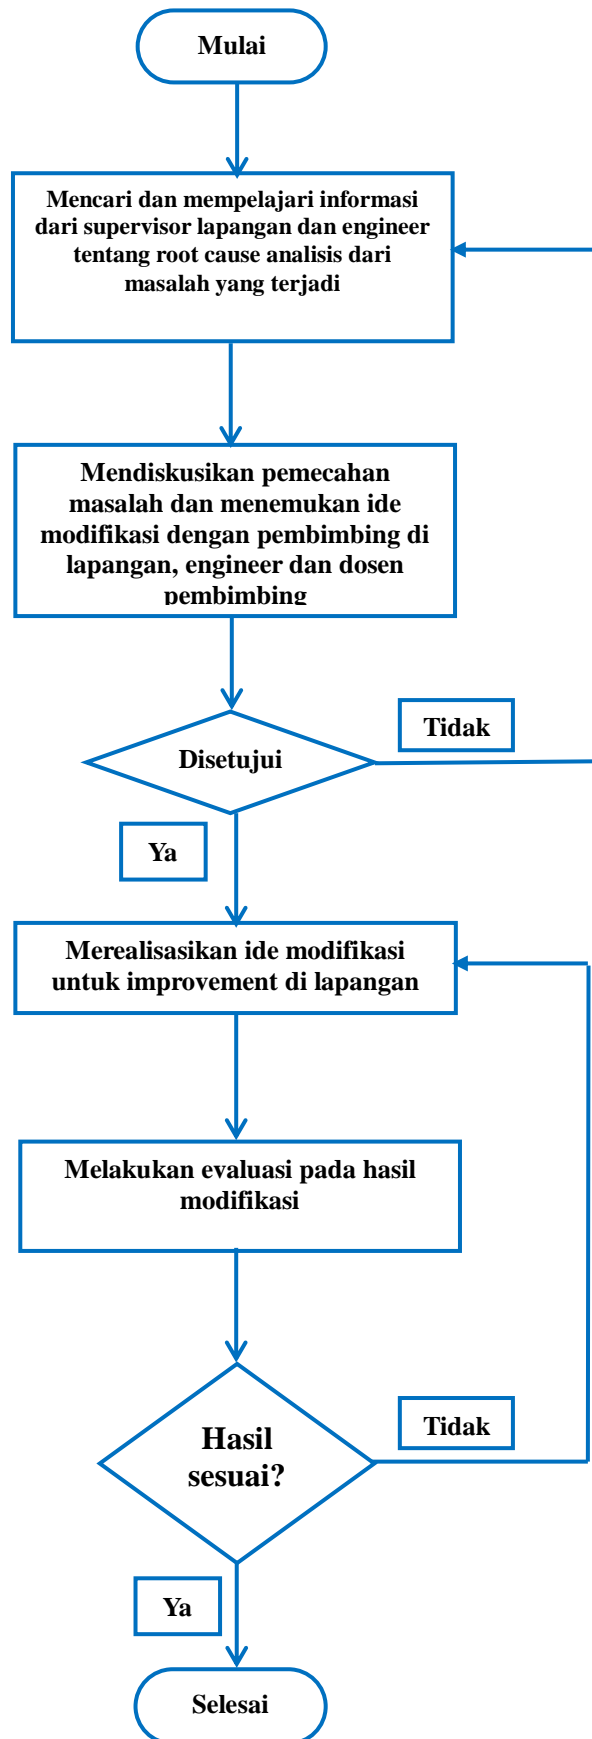 Mulai
Mencari dan mempelajari informasi
dari supervisor lapangan dan engineer
tentang root cause analisis dari
masalah yang terjadi
Mendiskusikan pemecahan
masalah dan menemukan ide
modifikasi dengan pembimbing di
lapangan, engineer dan dosen
pembimbing
Disetujui
Tidak
Ya
Merealisasikan ide modifikasi
untuk improvement di lapangan
Melakukan evaluasi pada hasil
modifikasi
Hasil
sesuai?
Tidak
Ya
Selesai